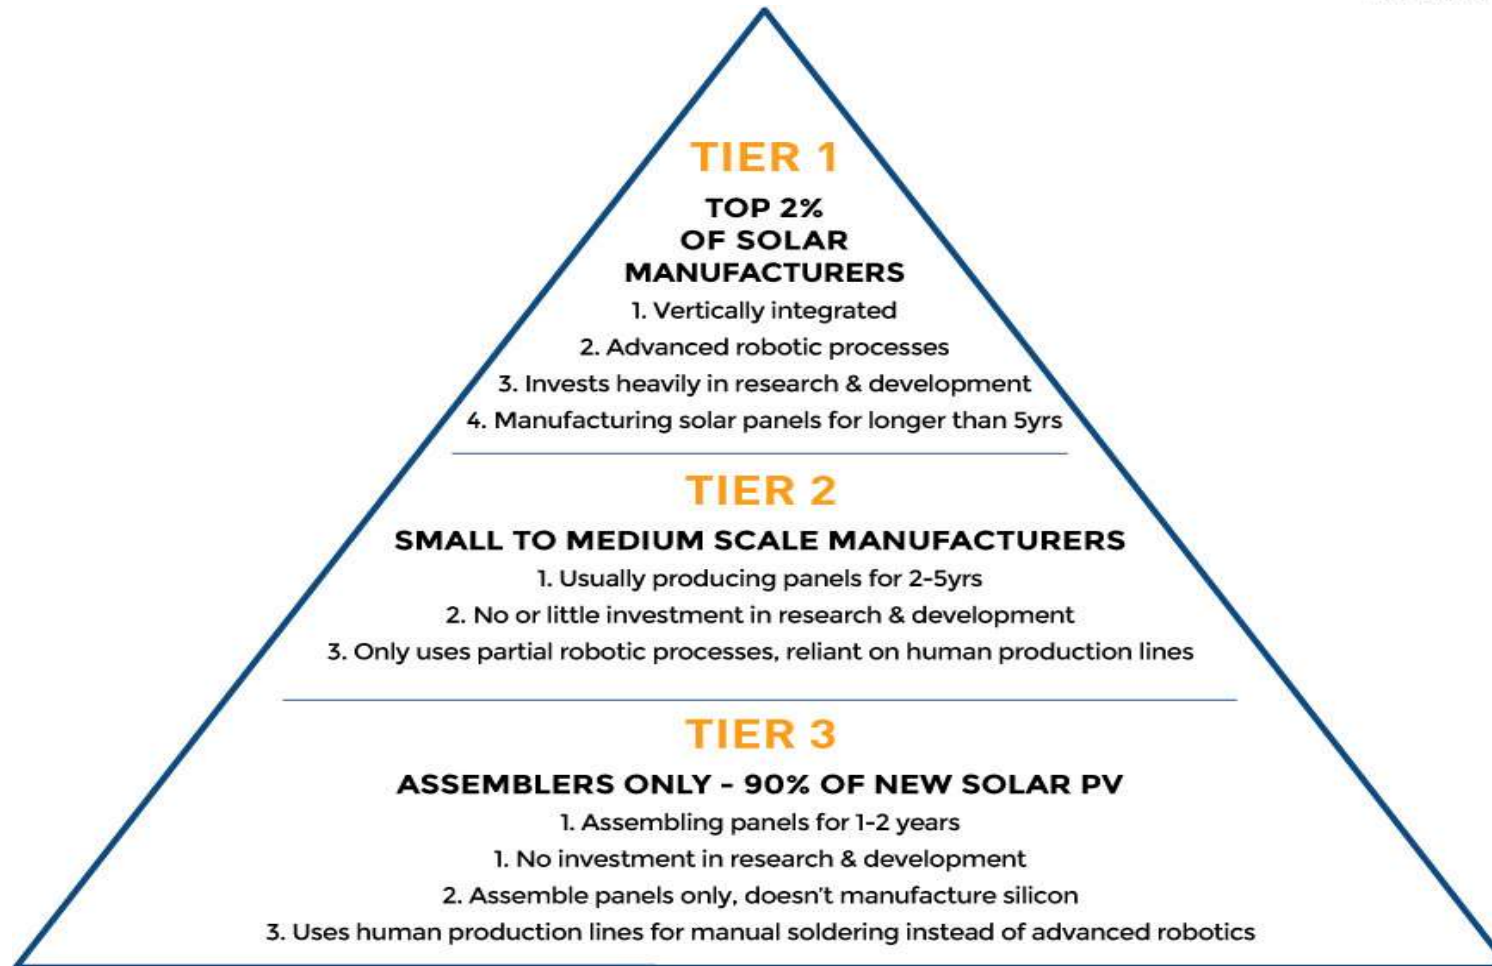 TIER 1
TOP 2%
OF SOLAR
MANUFACTURERS
1. Vertically integrated
2. Advanced robotic processes
3. Invests heavily in research & development
4. Manufacturing solar panels for longer than 5yrs
TIER 2
SMALL TO MEDIUM SCALE MANUFACTURERS
1. Usually producing panels for 2-5yrs
2. No or little investment in research & development
3. Only uses partial robotic processes, reliant on human production lines
TIER 3
ASSEMBLERS ONLY - 90% OF NEW SOLAR PV
1. Assembling panels for 1-2 years
1. No investment in research & development
2. Assemble panels only, doesn't manufacture silicon
3. Uses human production lines for manual soldering instead of advanced robotics